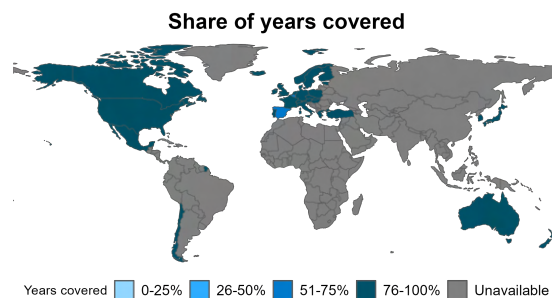 Share of years covered
Years covered 0-25% 26-50% 51-75% 76-100% Unavailable